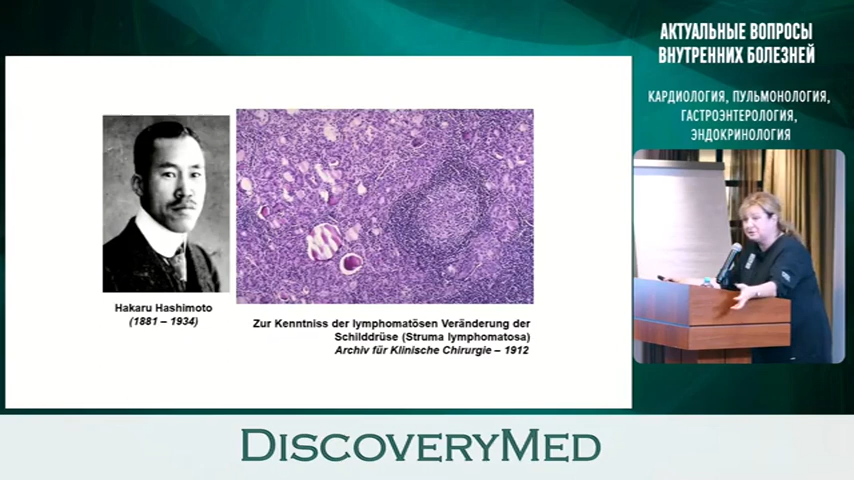 АКТУАЛЬНЫЕ ВОПРОСЫ
ВНУТРЕННИХ БОЛЕЗНЕЙ
КАРДИОЛОГИЯ, ПУЛЬМОНОЛОГИЯ,
ГАСТРОЭНТЕРОЛОГИЯ,
ЭНДОКРИНОЛОГИЯ
Hakaru Hashimoto
(1881 – 1934)
Zur Kenntniss der lymphomatösen Veränderung der
Schilddrüse (Struma lymphomatosa)
Archiv für Klinische Chirurgie – 1912
DISCOVERYMED